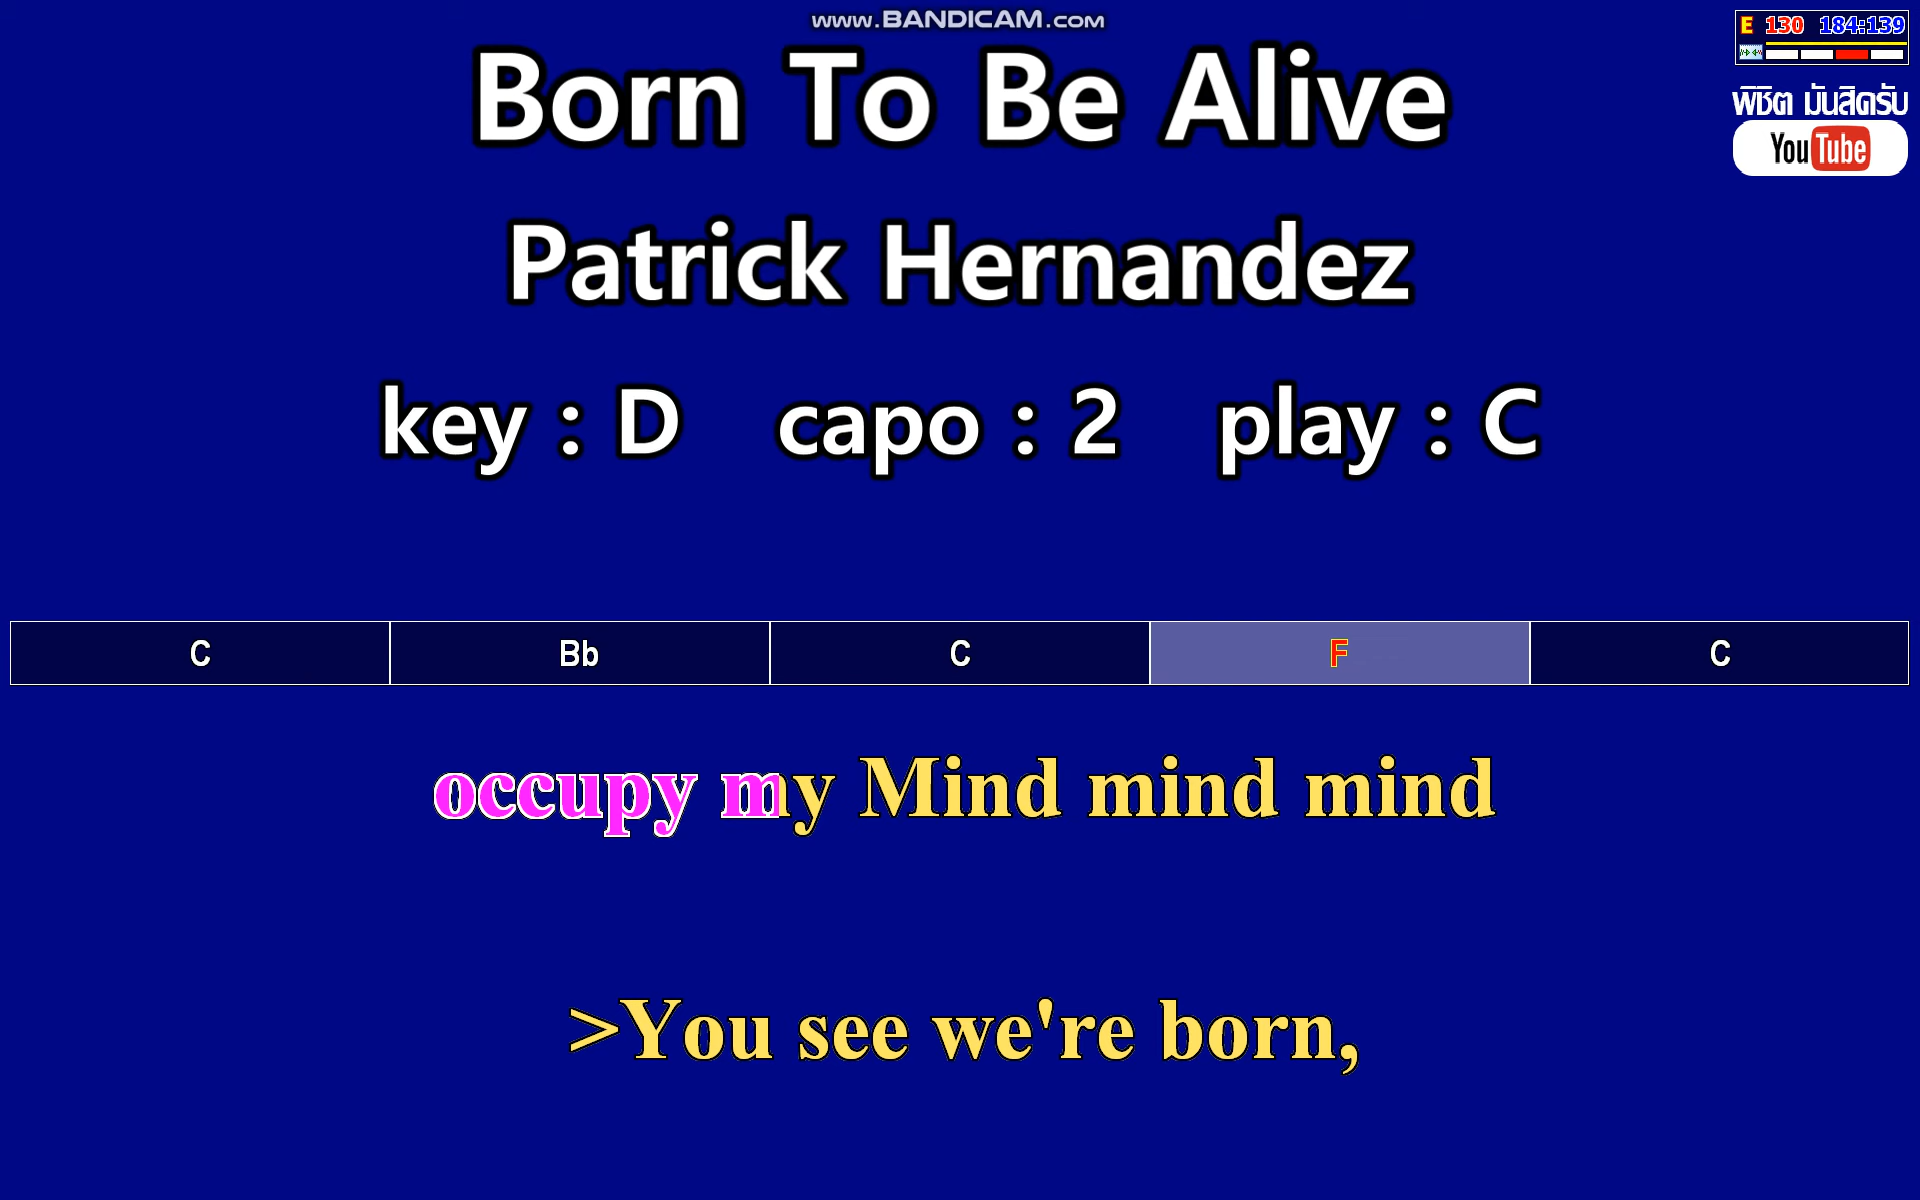 www.BANDICAM.com
E 130 184:139
Born To Be Alive
พิชิต มันสิดรับ
YouTube
Patrick Hernandez
key : D capo : 2 play : C
C Bb C F C
occupy my Mind mind mind
>You see we're born,